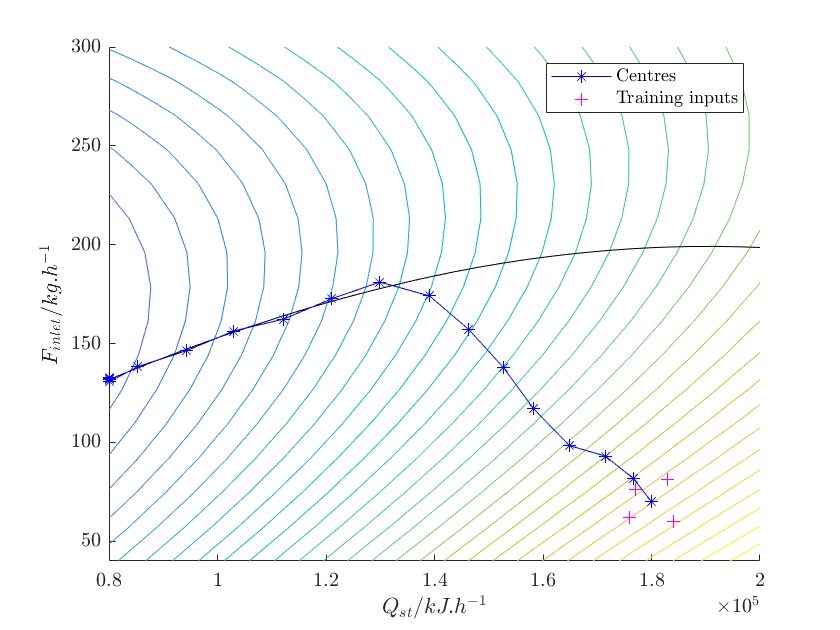 300
250
200
150
100
50
F_{inlet}/kg.h^{-1}
Centres
Training inputs
0.8 1 1.2 1.4 1.6 1.8 2
Q_{st}/kJ.h^{-1}
×10^5